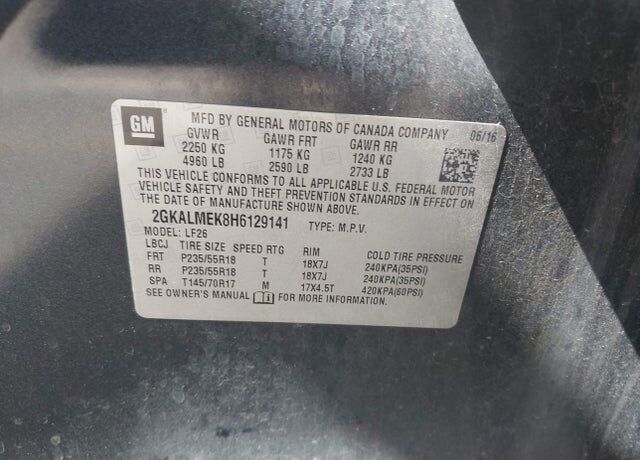 GM
MFD BY GENERAL MOTORS OF CANADA COMPANY 06/16
GVWR GAWR FRT GAWR RR
2250 KG 1175 KG 1240 KG
4960 LB 2590 LB 2733 LB
THIS VEHICLE CONFORMS TO ALL APPLICABLE U.S. FEDERAL MOTOR
VEHICLE SAFETY AND THEFT PREVENTION STANDARDS IN EFFECT ON
THE DATE OF MANUFACTURE SHOWN ABOVE.
2GKALMEK8H6129141 TYPE: M.P.V.
MODEL: LF26
LBCJ TIRE SIZE SPEED RTG RIM COLD TIRE PRESSURE
FRT P235/55R18 T 18X7J 240KPA(35PSI)
RR P235/55R18 T 18X7J 240KPA(35PSI)
SPA T145/70R17 M 17X4.5T 420KPA(60PSI)
SEE OWNER'S MANUAL FOR MORE INFORMATION.